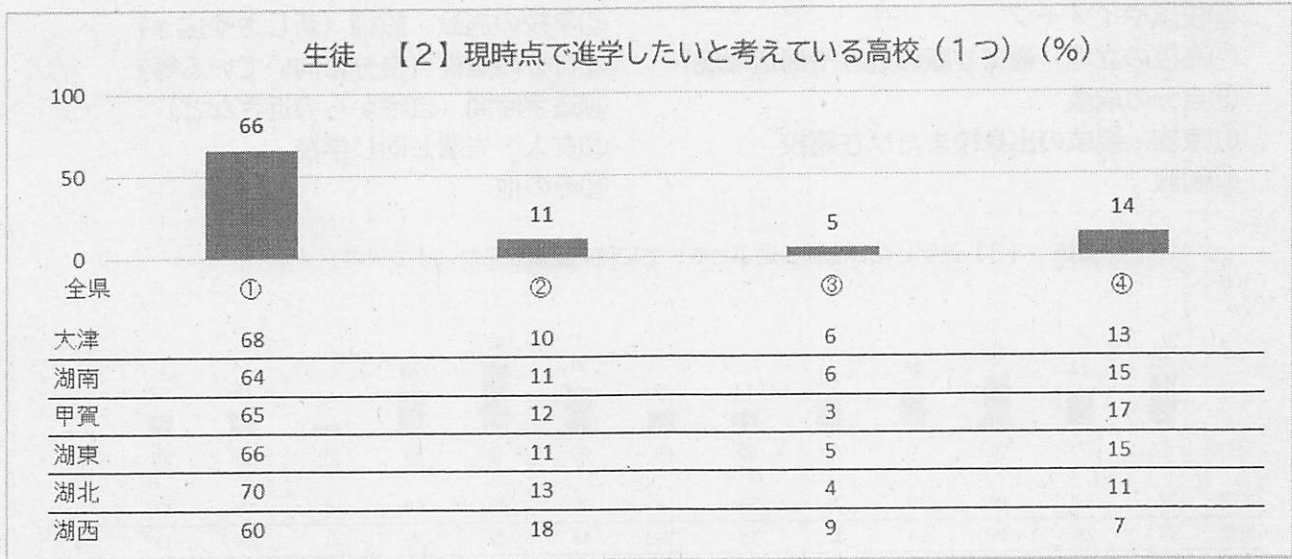 生徒 【2】現時点で進学したいと考えている高校（1つ）（%）
100
50
0
66
11
5
14
全県 ① ② ③ ④
大津 68 10 6 13
湖南 64 11 6 15
甲賀 65 12 3 17
湖東 66 11 5 15
湖北 70 13 4 11
湖西 60 18 9 7